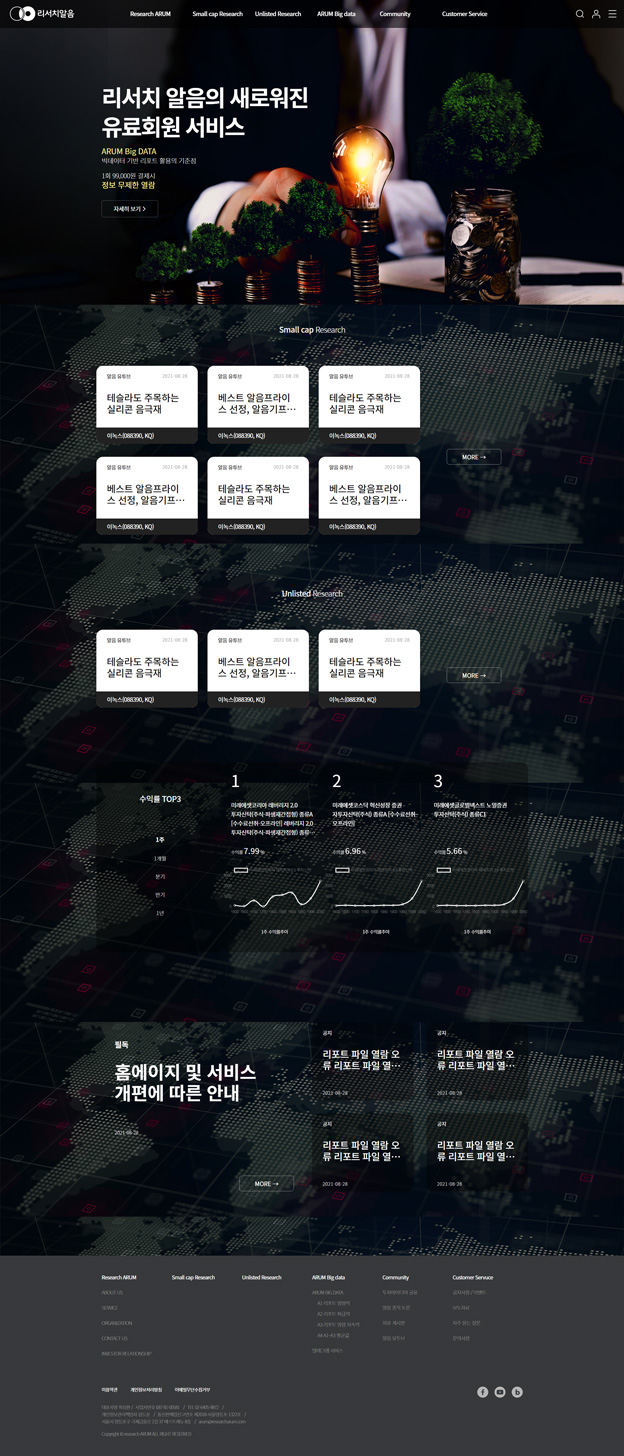 리서치알음
Research ARUM
Small cap Research
Unlisted Research
ARUM Big data
Community
Customer Service
리서치 알음의 새로워진
유료회원 서비스
ARUM Big DATA
빅데이터 기반 리포트 활용의 기준점
1회 99,000원 결제시
정보 무제한 열람
자세히 보기 >
Small cap Research
알음 유튜브 2021-08-28
테슬라도 주목하는
실리콘 음극재
이녹스(088390, KQ)
알음 유튜브 2021-08-28
베스트 알음프라이
스 선정, 알음기프…
이녹스(088390, KQ)
알음 유튜브 2021-08-28
테슬라도 주목하는
실리콘 음극재
이녹스(088390, KQ)
알음 유튜브 2021-08-28
베스트 알음프라이
스 선정, 알음기프…
이녹스(088390, KQ)
알음 유튜브 2021-08-28
테슬라도 주목하는
실리콘 음극재
이녹스(088390, KQ)
알음 유튜브 2021-08-28
베스트 알음프라이
스 선정, 알음기프…
이녹스(088390, KQ)
MORE →
Unlisted Research
알음 유튜브 2021-08-28
테슬라도 주목하는
실리콘 음극재
이녹스(088390, KQ)
알음 유튜브 2021-08-28
베스트 알음프라이
스 선정, 알음기프…
이녹스(088390, KQ)
알음 유튜브 2021-08-28
테슬라도 주목하는
실리콘 음극재
이녹스(088390, KQ)
MORE →
수익률 TOP3
1주
1개월
분기
반기
1년
1
미래에셋코리아 레버리지 2.0
투자신탁(주식-파생재간접형) 종류A
[수수료선취-오프라인] 레버리지 2.0
투자신탁(주식-파생재간접형) 종류…
수익률 7.99 %
1주 수익률추이
2
미래에셋코스닥 혁신성장 증권
자투자신탁(주식) 종류A [수수료선취-
오프라인]
수익률 6.96 %
1주 수익률추이
3
미래에셋글로벌넥스트 노멀증권
투자신탁(주식) 종류C1
수익률 5.66 %
1주 수익률추이
필독
홈에이지 및 서비스
개편에 따른 안내
2021-08-28
MORE →
공지
리포트 파일 열람 오
류 리포트 파일 열…
2021-08-28
공지
리포트 파일 열람 오
류 리포트 파일 열…
2021-08-28
공지
리포트 파일 열람 오
류 리포트 파일 열…
2021-08-28
공지
리포트 파일 열람 오
류 리포트 파일 열…
2021-08-28
Research ARUM
ABOUT US
SERVICE
ORGANIZATION
CONTACT US
INVESTOR RELATIONSHIP
Small cap Research
Unlisted Research
ARUM Big data
ARUM BIG DATA
Community
Customer Servuce
이용약관
개인정보처리방침
이메일무단수집거부
Copyright © research ARUM ALL RIGHT RESERVED